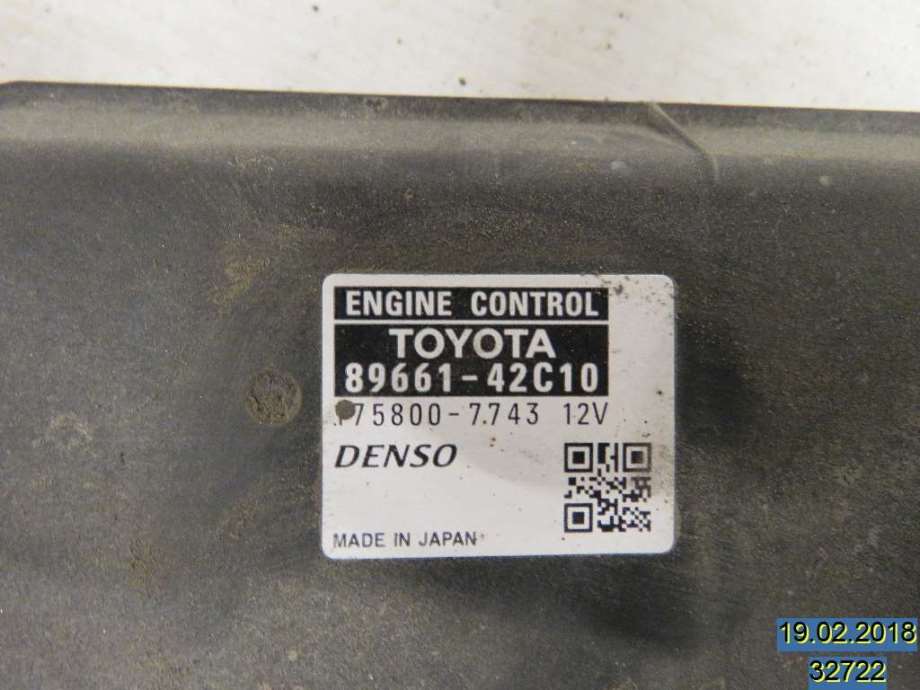 ENGINE CONTROL
TOYOTA
89661-42C10
175800-7743 12V
DENSO
MADE IN JAPAN
19.02.2018
32722